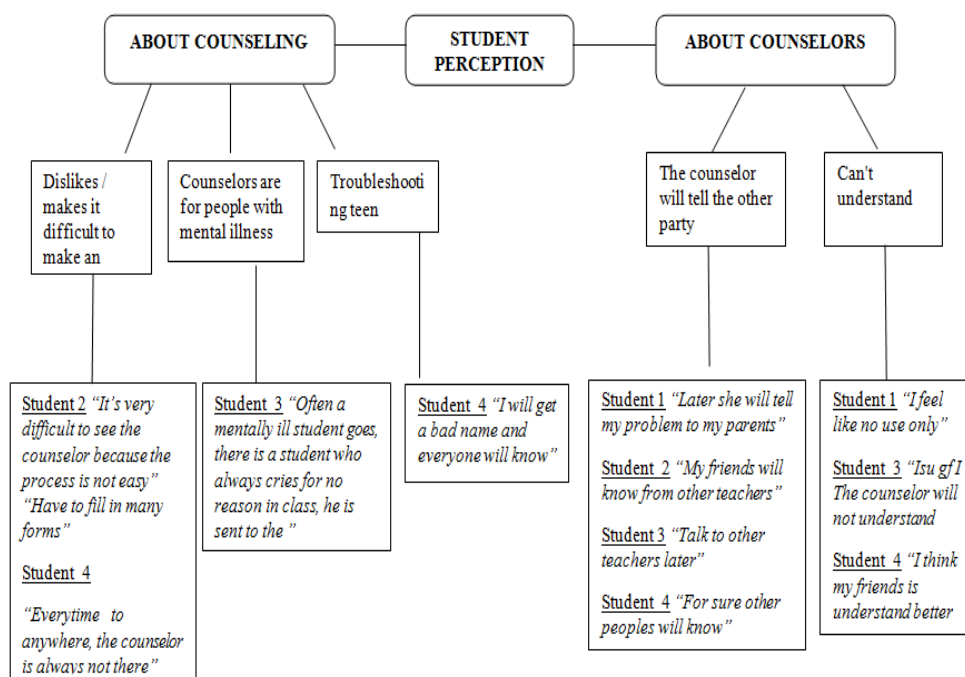 ABOUT COUNSELING
STUDENT
PERCEPTION
ABOUT COUNSELORS
Dislikes /
makes it
difficult to
make an
Counselors are
for people with
mental illness
Troubleshooti
ng teen
The counselor
will tell the other
party
Can't
understand
Student 2 “It’s very
difficult to see the
counselor because the
process is not easy”
“Have to fill in many
forms”
Student 4
“Everytime to
anywhere, the counselor
is always not there”
Student 3 “Often a
mentally ill student goes,
there is a student who
always cries for no
reason in class, he is
sent to the ”
Student 4 “I will get
a bad name and
everyone will know”
Student 1 “Later she will tell
my problem to my parents”
Student 2 “My friends will
know from other teachers”
Student 3 “Talk to other
teachers later”
Student 4 “For sure other
peoples will know”
Student 1 “I feel
like no use only”
Student 3 “Isu gf I
The counselor will
not understand
Student 4 “I think
my friends is
understand better